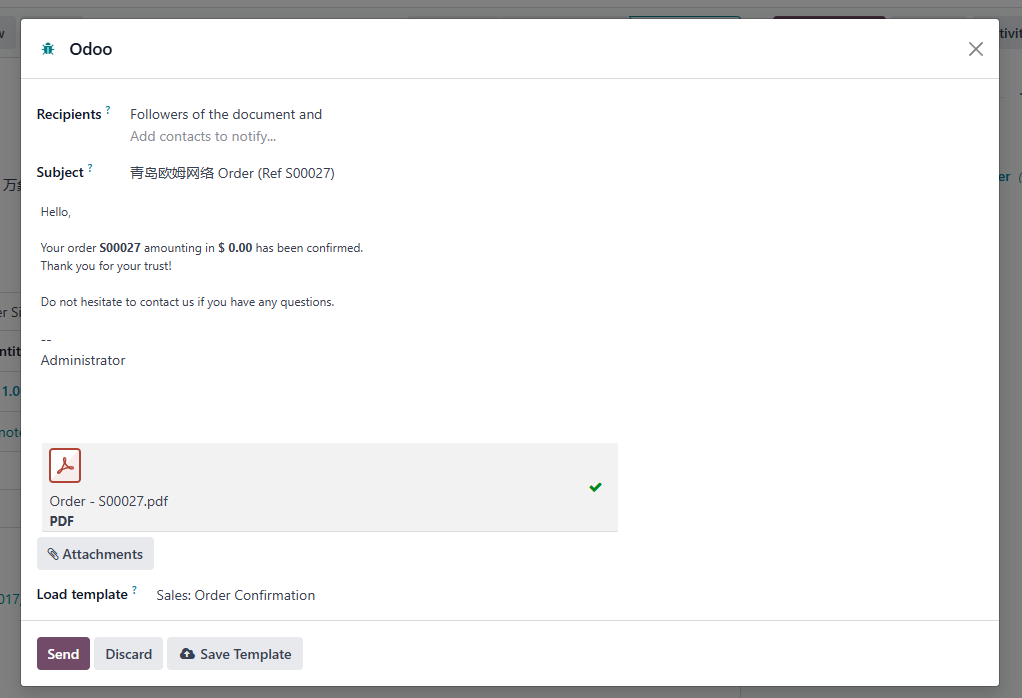 Odoo
Recipients ? Followers of the document and
Add contacts to notify...
Subject ? 青岛欧姆网络 Order (Ref S00027)
Hello,
Your order S00027 amounting in $ 0.00 has been confirmed.
Thank you for your trust!
Do not hesitate to contact us if you have any questions.
--
Administrator
Order - S00027.pdf
PDF
Attachments
Load template ? Sales: Order Confirmation
Send Discard Save Template